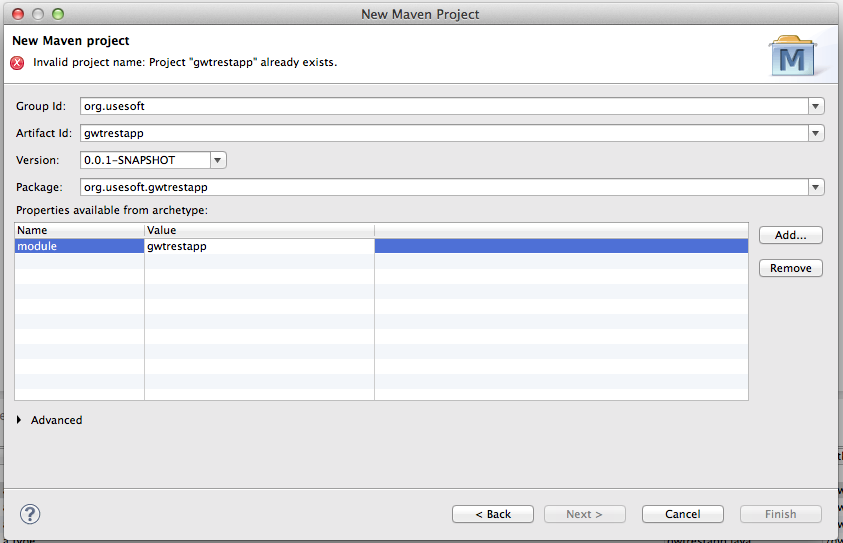 New Maven Project
New Maven project
Invalid project name: Project "gwtrestapp" already exists.
M
Group Id: org.usesoft
Artifact Id: gwtrestapp
Version: 0.0.1-SNAPSHOT
Package: org.usesoft.gwtrestapp
Properties available from archetype:
Name Value
module gwtrestapp
Add...
Remove
Advanced
? < Back Next > Cancel Finish